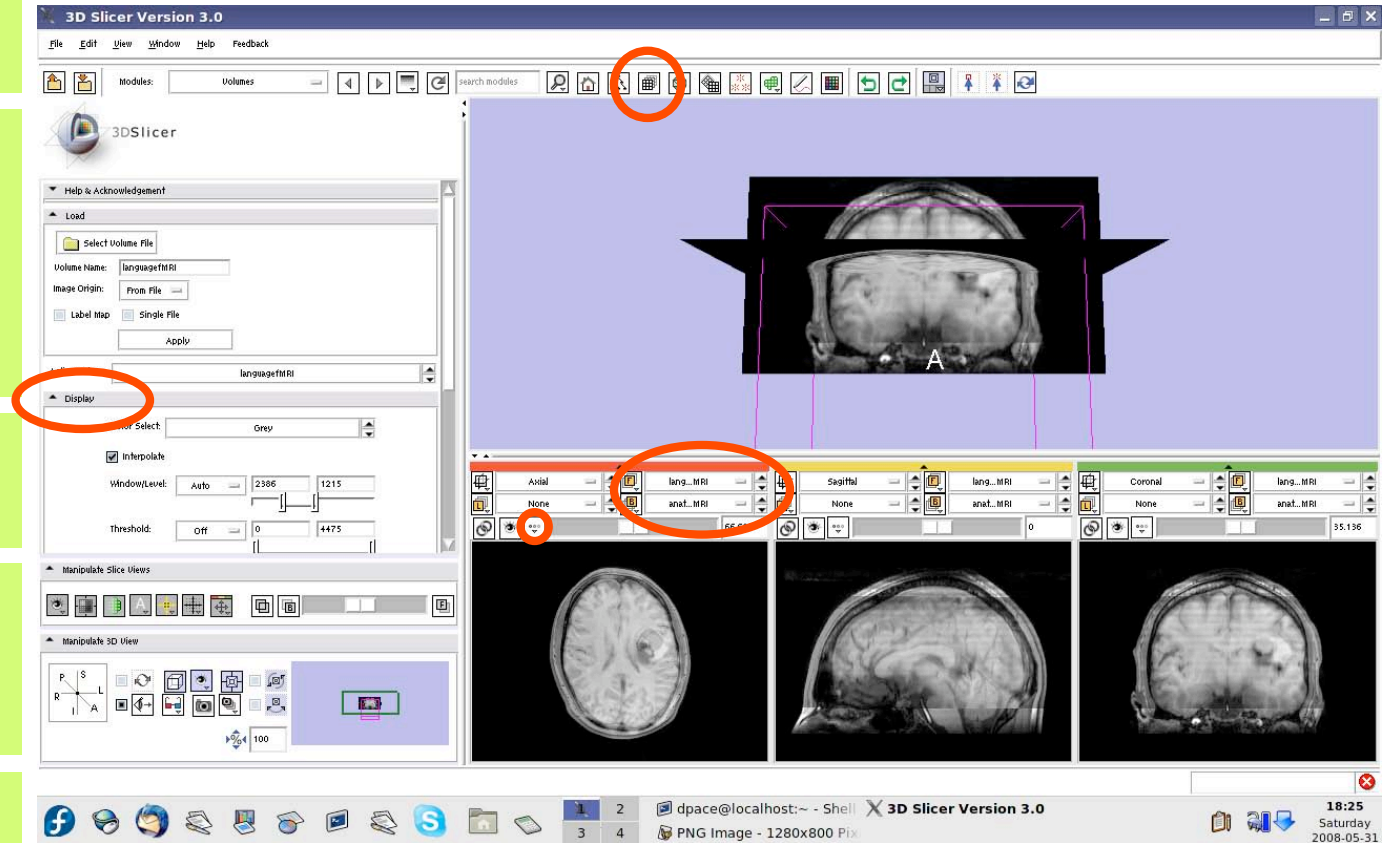 3D Slicer Version 3.0
File Edit View Window Help Feedback
Modules: Volumes search modules
3DSlicer
Help & Acknowledgement
Load
Select Volume File
Volume Name: languagefMRI
Image Origin: From File
Label Map Single File
Apply
languagefMRI
Display
Select: Grey
Interpolate
Window/Level: Auto 2386 1215
Threshold: Off 0 4475
Manipulate Slice Views
Manipulate 3D View
P S
R L
I A
100
A
Axial lang...MRI
None anat...MRI
Sagittal lang...MRI
None anat...MRI
0
Coronal lang...MRI
None anat...MRI
35.136
1 2
3 4
dpace@localhost:~ - Shell
3D Slicer Version 3.0
PNG Image - 1280x800 Pix
18:25
Saturday
2008-05-31